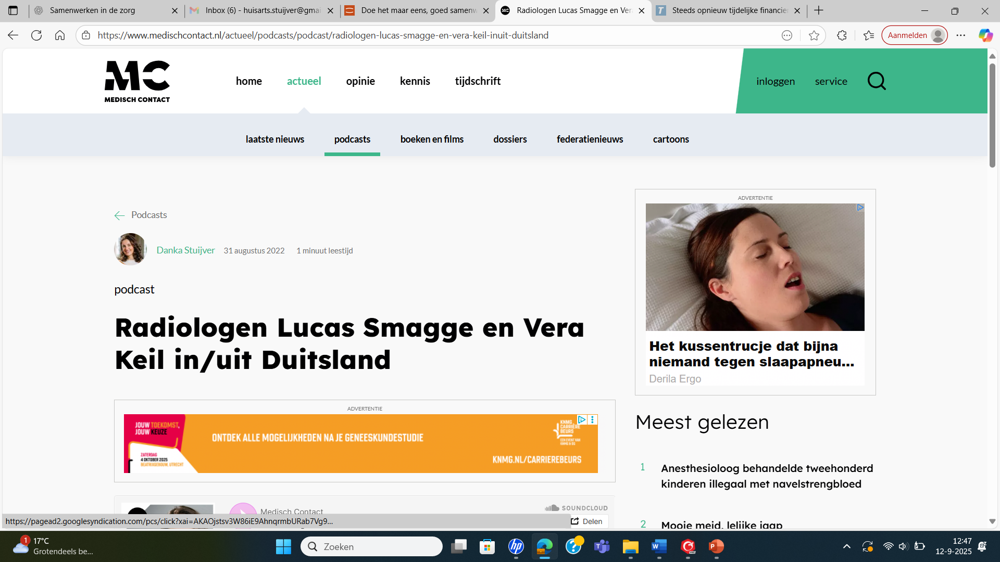 Samenwerken in de zorg
Inbox (6) - huisarts.stuijver@gmai
Doe het maar eens, goed samenw
Radiologen Lucas Smagge en Ver
Steeds opnieuw tijdelijke financier
https://www.medischcontact.nl/actueel/podcasts/podcast/radiologen-lucas-smagge-en-vera-keil-inuit-duitsland
Aanmelden
MC
MEDISCH CONTACT
home
actueel
opinie
kennis
tijdschrift
inloggen
service
laatste nieuws
podcasts
boeken en films
dossiers
federatienieuws
cartoons
Podcasts
Danka Stuijver
31 augustus 2022
1 minuut leestijd
podcast
Radiologen Lucas Smagge en Vera
Keil in/uit Duitsland
ADVERTENTIE
JOUW TOEKOMST,
JOUW KEUZE
ZATERDAG
4 OKTOBER 2025
BEATRIXGEBOUW, UTRECHT
ONTDEK ALLE MOGELIJKHEDEN NA JE GENEESKUNDESTUDIE
KNMG
CARRIÈRE
BEURS
EEN EVENT VAN
KNMG.NL/CARRIEREBEURS
Medisch Contact
SOUNDCLOUD
Delen
ADVERTENTIE
Het kussentrucje dat bijna
niemand tegen slaapapneu...
Derila Ergo
Meest gelezen
1
Anesthesioloog behandelde tweehonderd
kinderen illegaal met navelstrengbloed
2
Mooie meid, lelijke jaap
https://pagead2.googlesyndication.com/pcs/click?xai=AKAOjstsv3W86iE9AhnqrmbURab7Vg9...
1
17°C
Grotendeels be...
Zoeken
12:47
12-9-2025